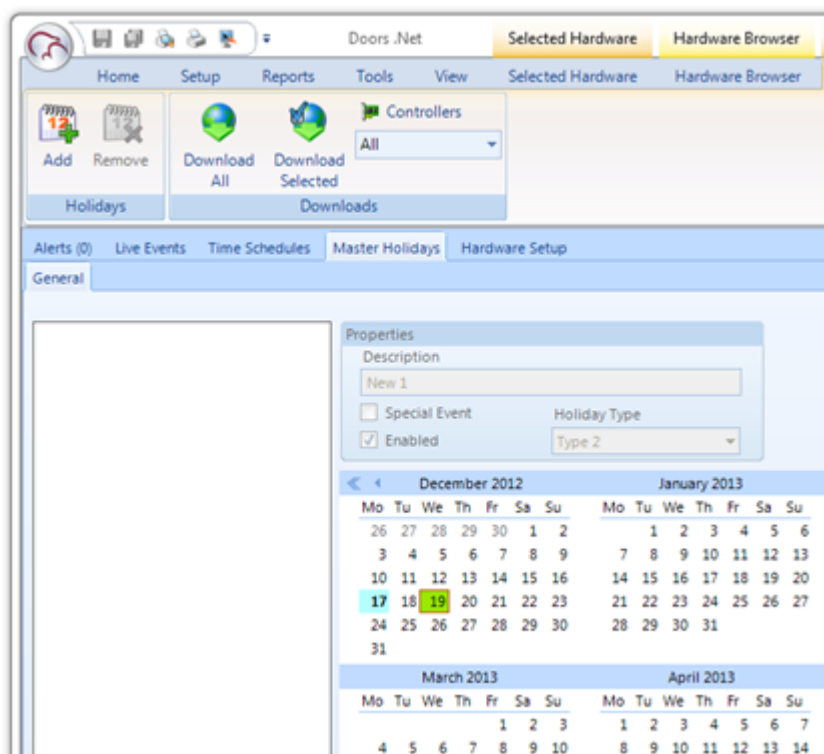 Doors .Net Selected Hardware Hardware Browser
Home Setup Reports Tools View Selected Hardware Hardware Browser
12 12 Controllers
All
Add Remove Download All Download Selected
Holidays Downloads
Alerts (0) Live Events Time Schedules Master Holidays Hardware Setup
General
Properties
Description
New 1
Special Event Holiday Type
Enabled Type 2
December 2012 January 2013
Mo Tu We Th Fr Sa Su Mo Tu We Th Fr Sa Su
26 27 28 29 30 1 2 1 2 3 4 5 6
3 4 5 6 7 8 9 7 8 9 10 11 12 13
10 11 12 13 14 15 16 14 15 16 17 18 19 20
17 18 19 20 21 22 23 21 22 23 24 25 26 27
24 25 26 27 28 29 30 28 29 30 31
31
March 2013 April 2013
Mo Tu We Th Fr Sa Su Mo Tu We Th Fr Sa Su
1 2 3 1 2 3 4 5 6 7
4 5 6 7 8 9 10 8 9 10 11 12 13 14